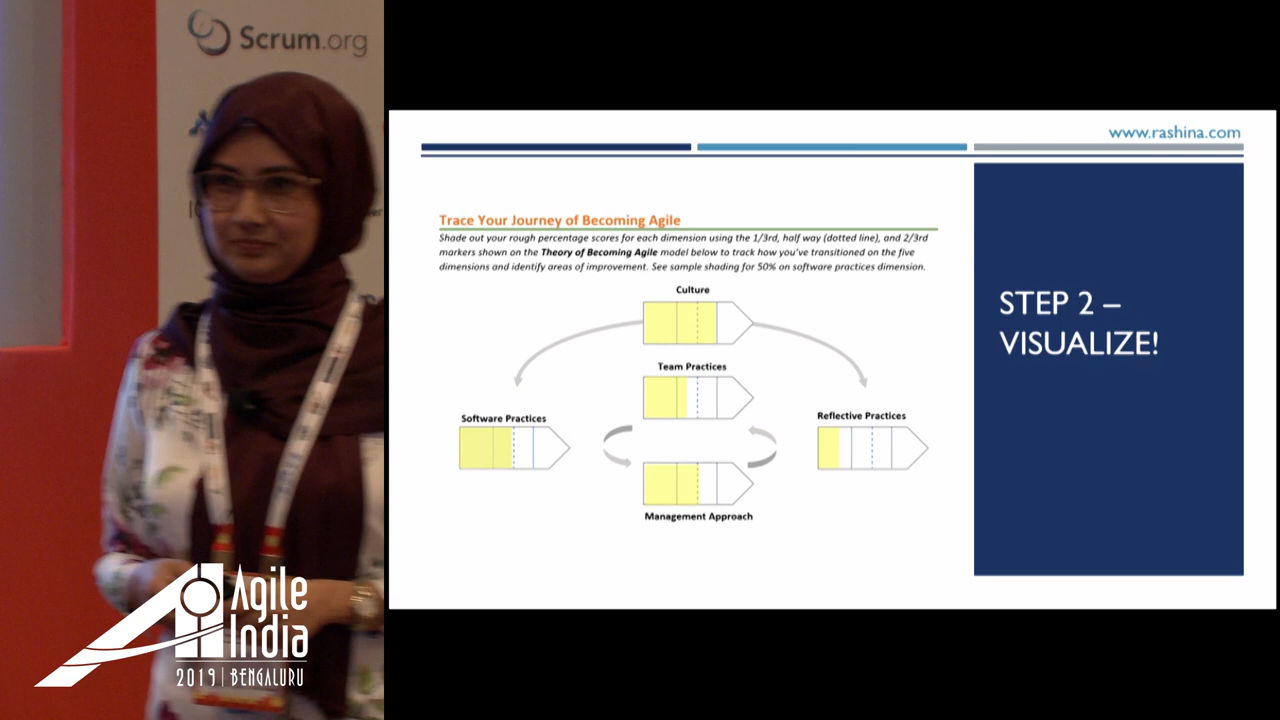 Scrum.org
www.rashina.com
Trace Your Journey of Becoming Agile
Shade out your rough percentage scores for each dimension using the 1/3rd, half way (dotted line), and 2/3rd
markers shown on the Theory of Becoming Agile model below to track how you've transitioned on the five
dimensions and identify areas of improvement. See sample shading for 50% on software practices dimension.
Culture
Team Practices
Software Practices
Reflective Practices
Management Approach
STEP 2 –
VISUALIZE!
Agile
India
2019 | BENGALURU